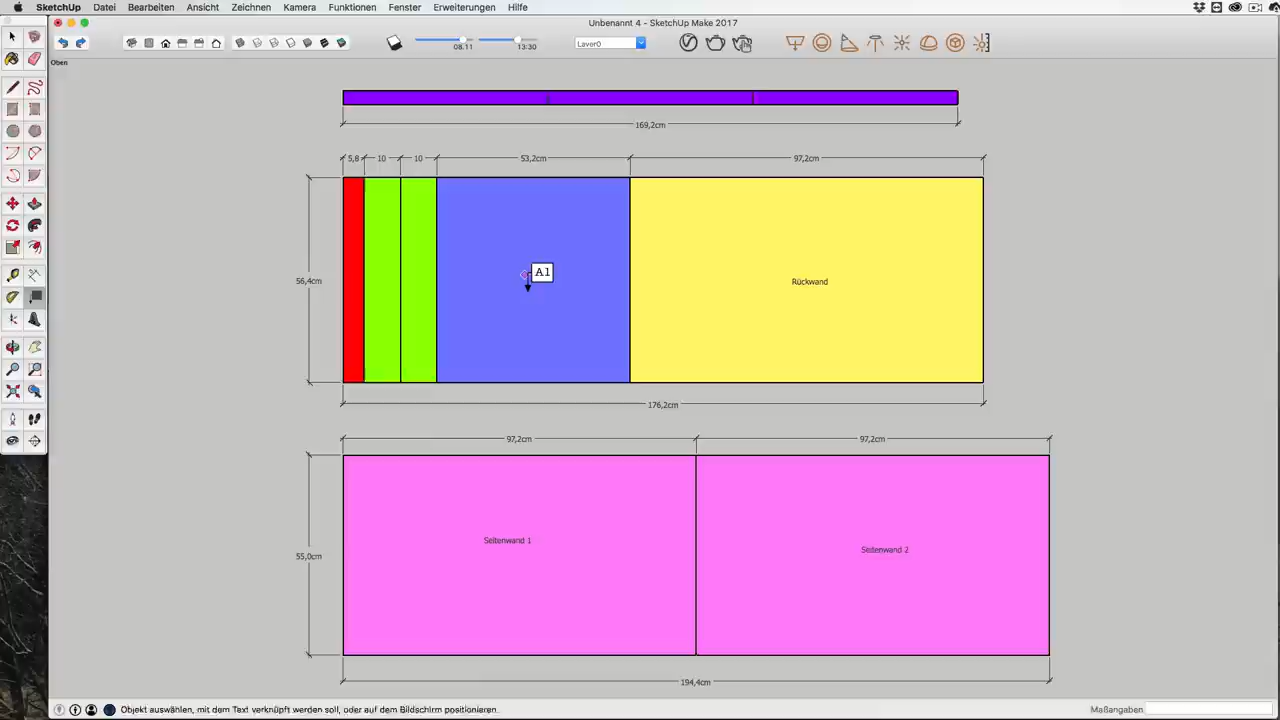 SketchUp Datei Bearbeiten Ansicht Zeichnen Kamera Funktionen Fenster Erweiterungen Hilfe
Unbenannt 4 - SketchUp Make 2017
08.11 13:30 Layer0
Oben
169,2cm
5,8 10 10 53,2cm 97,2cm
A1
56,4cm
Rückwand
176,2cm
97,2cm 97,2cm
Seitenwand 1
Seitenwand 2
55,0cm
194,4cm
Objekt auswählen, mit dem Text verknüpft werden soll, oder auf dem Bildschirm positionieren.
Maßangaben